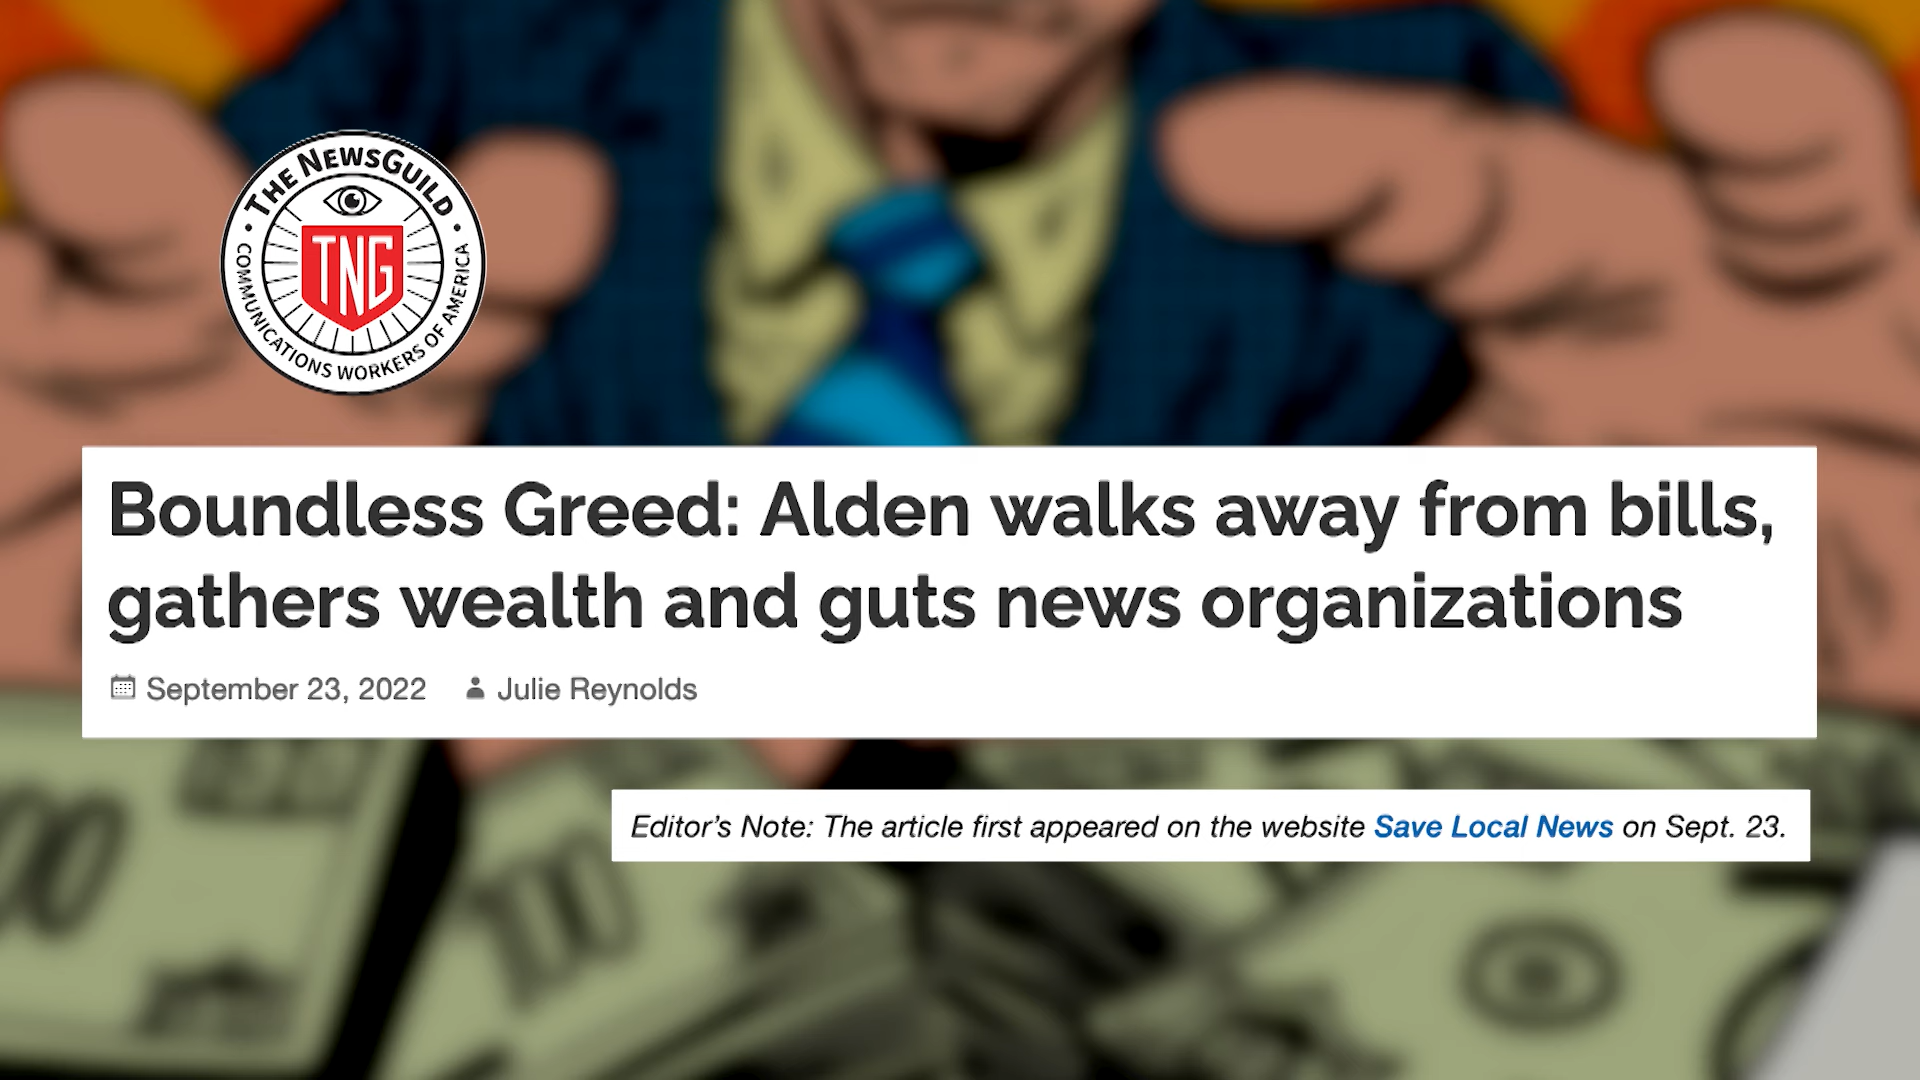 THE NEWSGUILD
TNG
COMMUNICATIONS WORKERS OF AMERICA
Boundless Greed: Alden walks away from bills,
gathers wealth and guts news organizations
September 23, 2022 Julie Reynolds
Editor's Note: The article first appeared on the website Save Local News on Sept. 23.
100